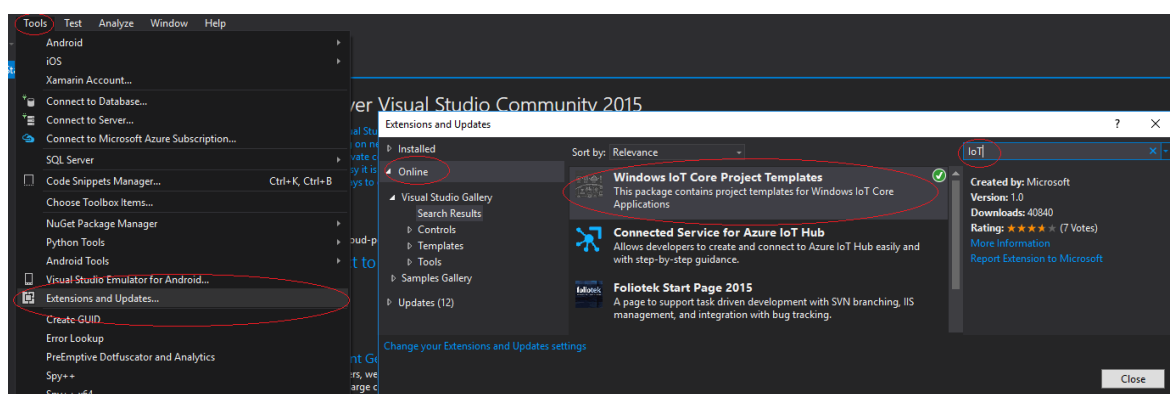 Tools Test Analyze Window Help
Android
iOS
Xamarin Account...
Connect to Database...
Connect to Server...
Connect to Microsoft Azure Subscription...
SQL Server
Code Snippets Manager... Ctrl+K, Ctrl+B
Choose Toolbox Items...
NuGet Package Manager
Python Tools
Android Tools
Visual Studio Emulator for Android...
Extensions and Updates...
Create GUID
Error Lookup
PreEmptive Dotfuscator and Analytics
Spy++
Visual Studio Community 2015
Extensions and Updates ? X
Installed
Online
Visual Studio Gallery
Search Results
Controls
Templates
Tools
Samples Gallery
Updates (12)
Change your Extensions and Updates settings
Sort by: Relevance
Windows IoT Core Project Templates
This package contains project templates for Windows IoT Core
Applications
Connected Service for Azure IoT Hub
Allows developers to create and connect to Azure IoT Hub easily and
with step-by-step guidance.
foliotek
Foliotek Start Page 2015
A page to support task driven development with SVN branching, IIS
management, and integration with bug tracking.
IoT
Created by: Microsoft
Version: 1.0
Downloads: 40840
Rating: (7 Votes)
More Information
Report Extension to Microsoft
Close